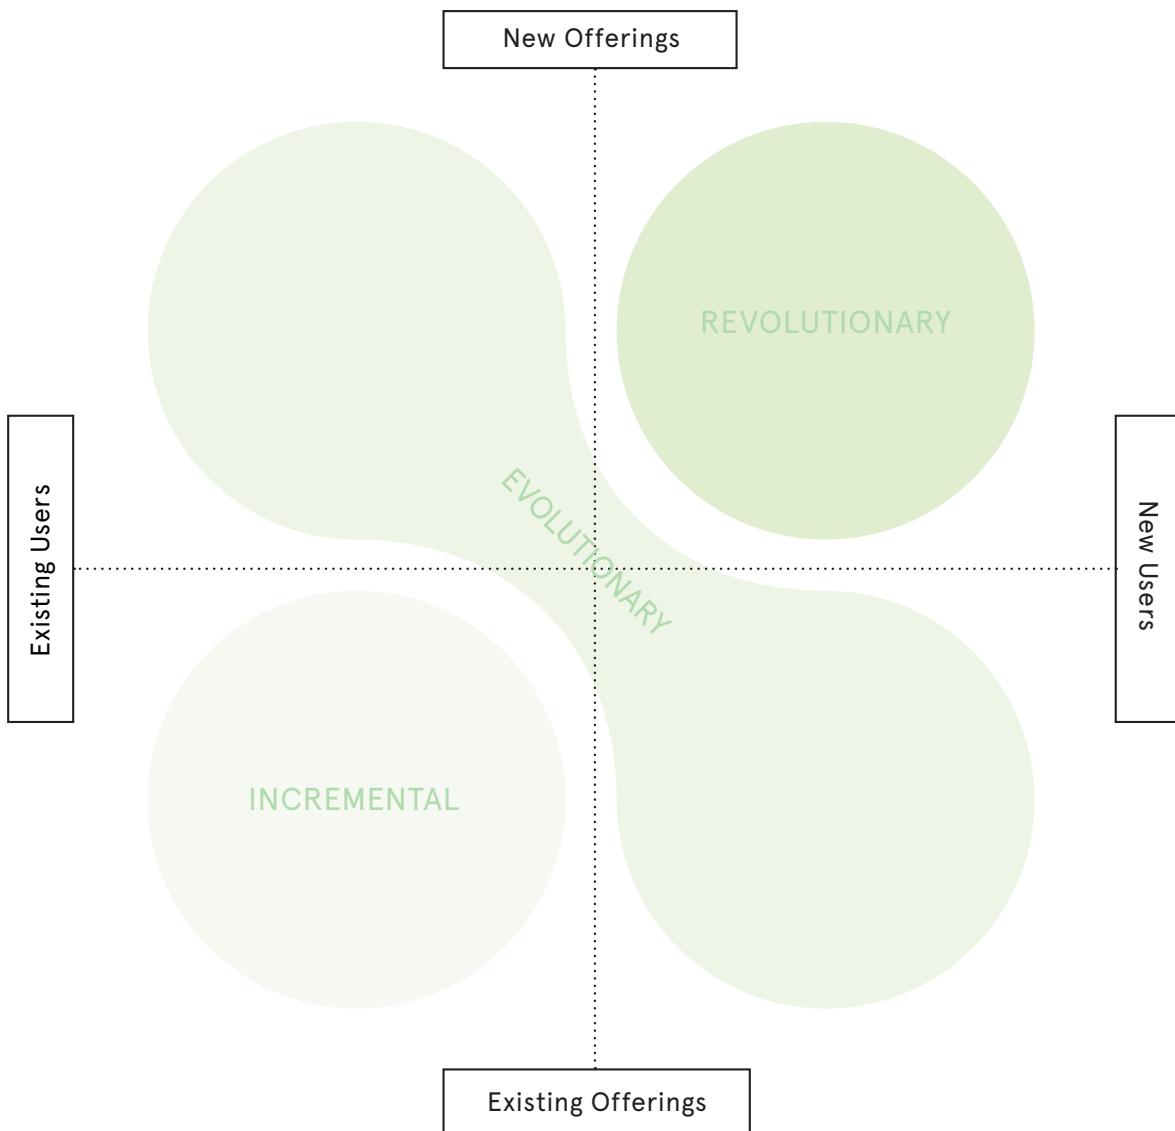 New Offerings
REVOLUTIONARY
Existing Users
EVOLUTIONARY
New Users
INCREMENTAL
Existing Offerings